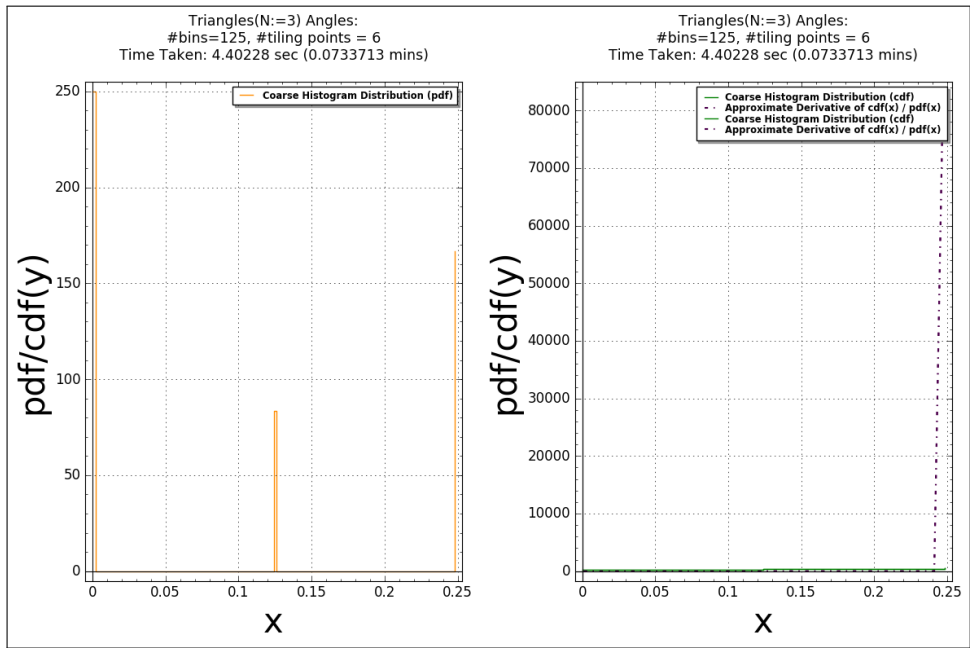 Triangles(N:=3) Angles:
#bins=125, #tiling points = 6
Time Taken: 4.40228 sec (0.0733713 mins)
Coarse Histogram Distribution (pdf)
250
200
150
100
50
0
0 0.05 0.1 0.15 0.2 0.25
pdf/cdf(y)
x
Triangles(N:=3) Angles:
#bins=125, #tiling points = 6
Time Taken: 4.40228 sec (0.0733713 mins)
Coarse Histogram Distribution (cdf)
Approximate Derivative of cdf(x) / pdf(x)
Coarse Histogram Distribution (cdf)
Approximate Derivative of cdf(x) / pdf(x)
80000
70000
60000
50000
40000
30000
20000
10000
0
0 0.05 0.1 0.15 0.2 0.25
pdf/cdf(y)
x